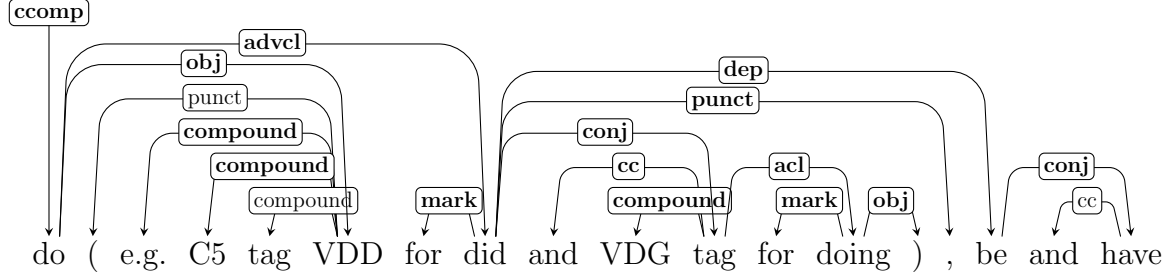 ccomp
advcl
obj
dep
punct
punct
compound
conj
compound
cc
acl
conj
compound
mark
compound
mark
obj
cc
do ( e.g. C5 tag VDD for did and VDG tag for doing ) , be and have